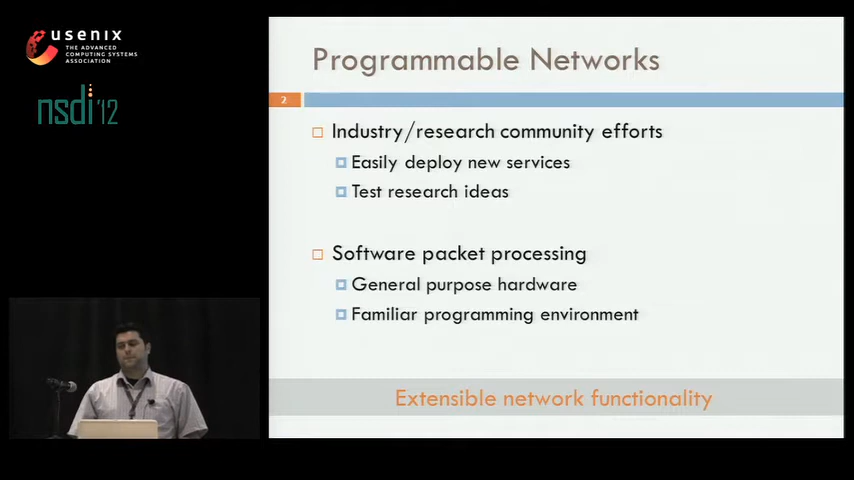 usenix
THE ADVANCED
COMPUTING SYSTEMS
ASSOCIATION
nsdi '12
Programmable Networks
2
Industry/research community efforts
Easily deploy new services
Test research ideas
Software packet processing
General purpose hardware
Familiar programming environment
Extensible network functionality